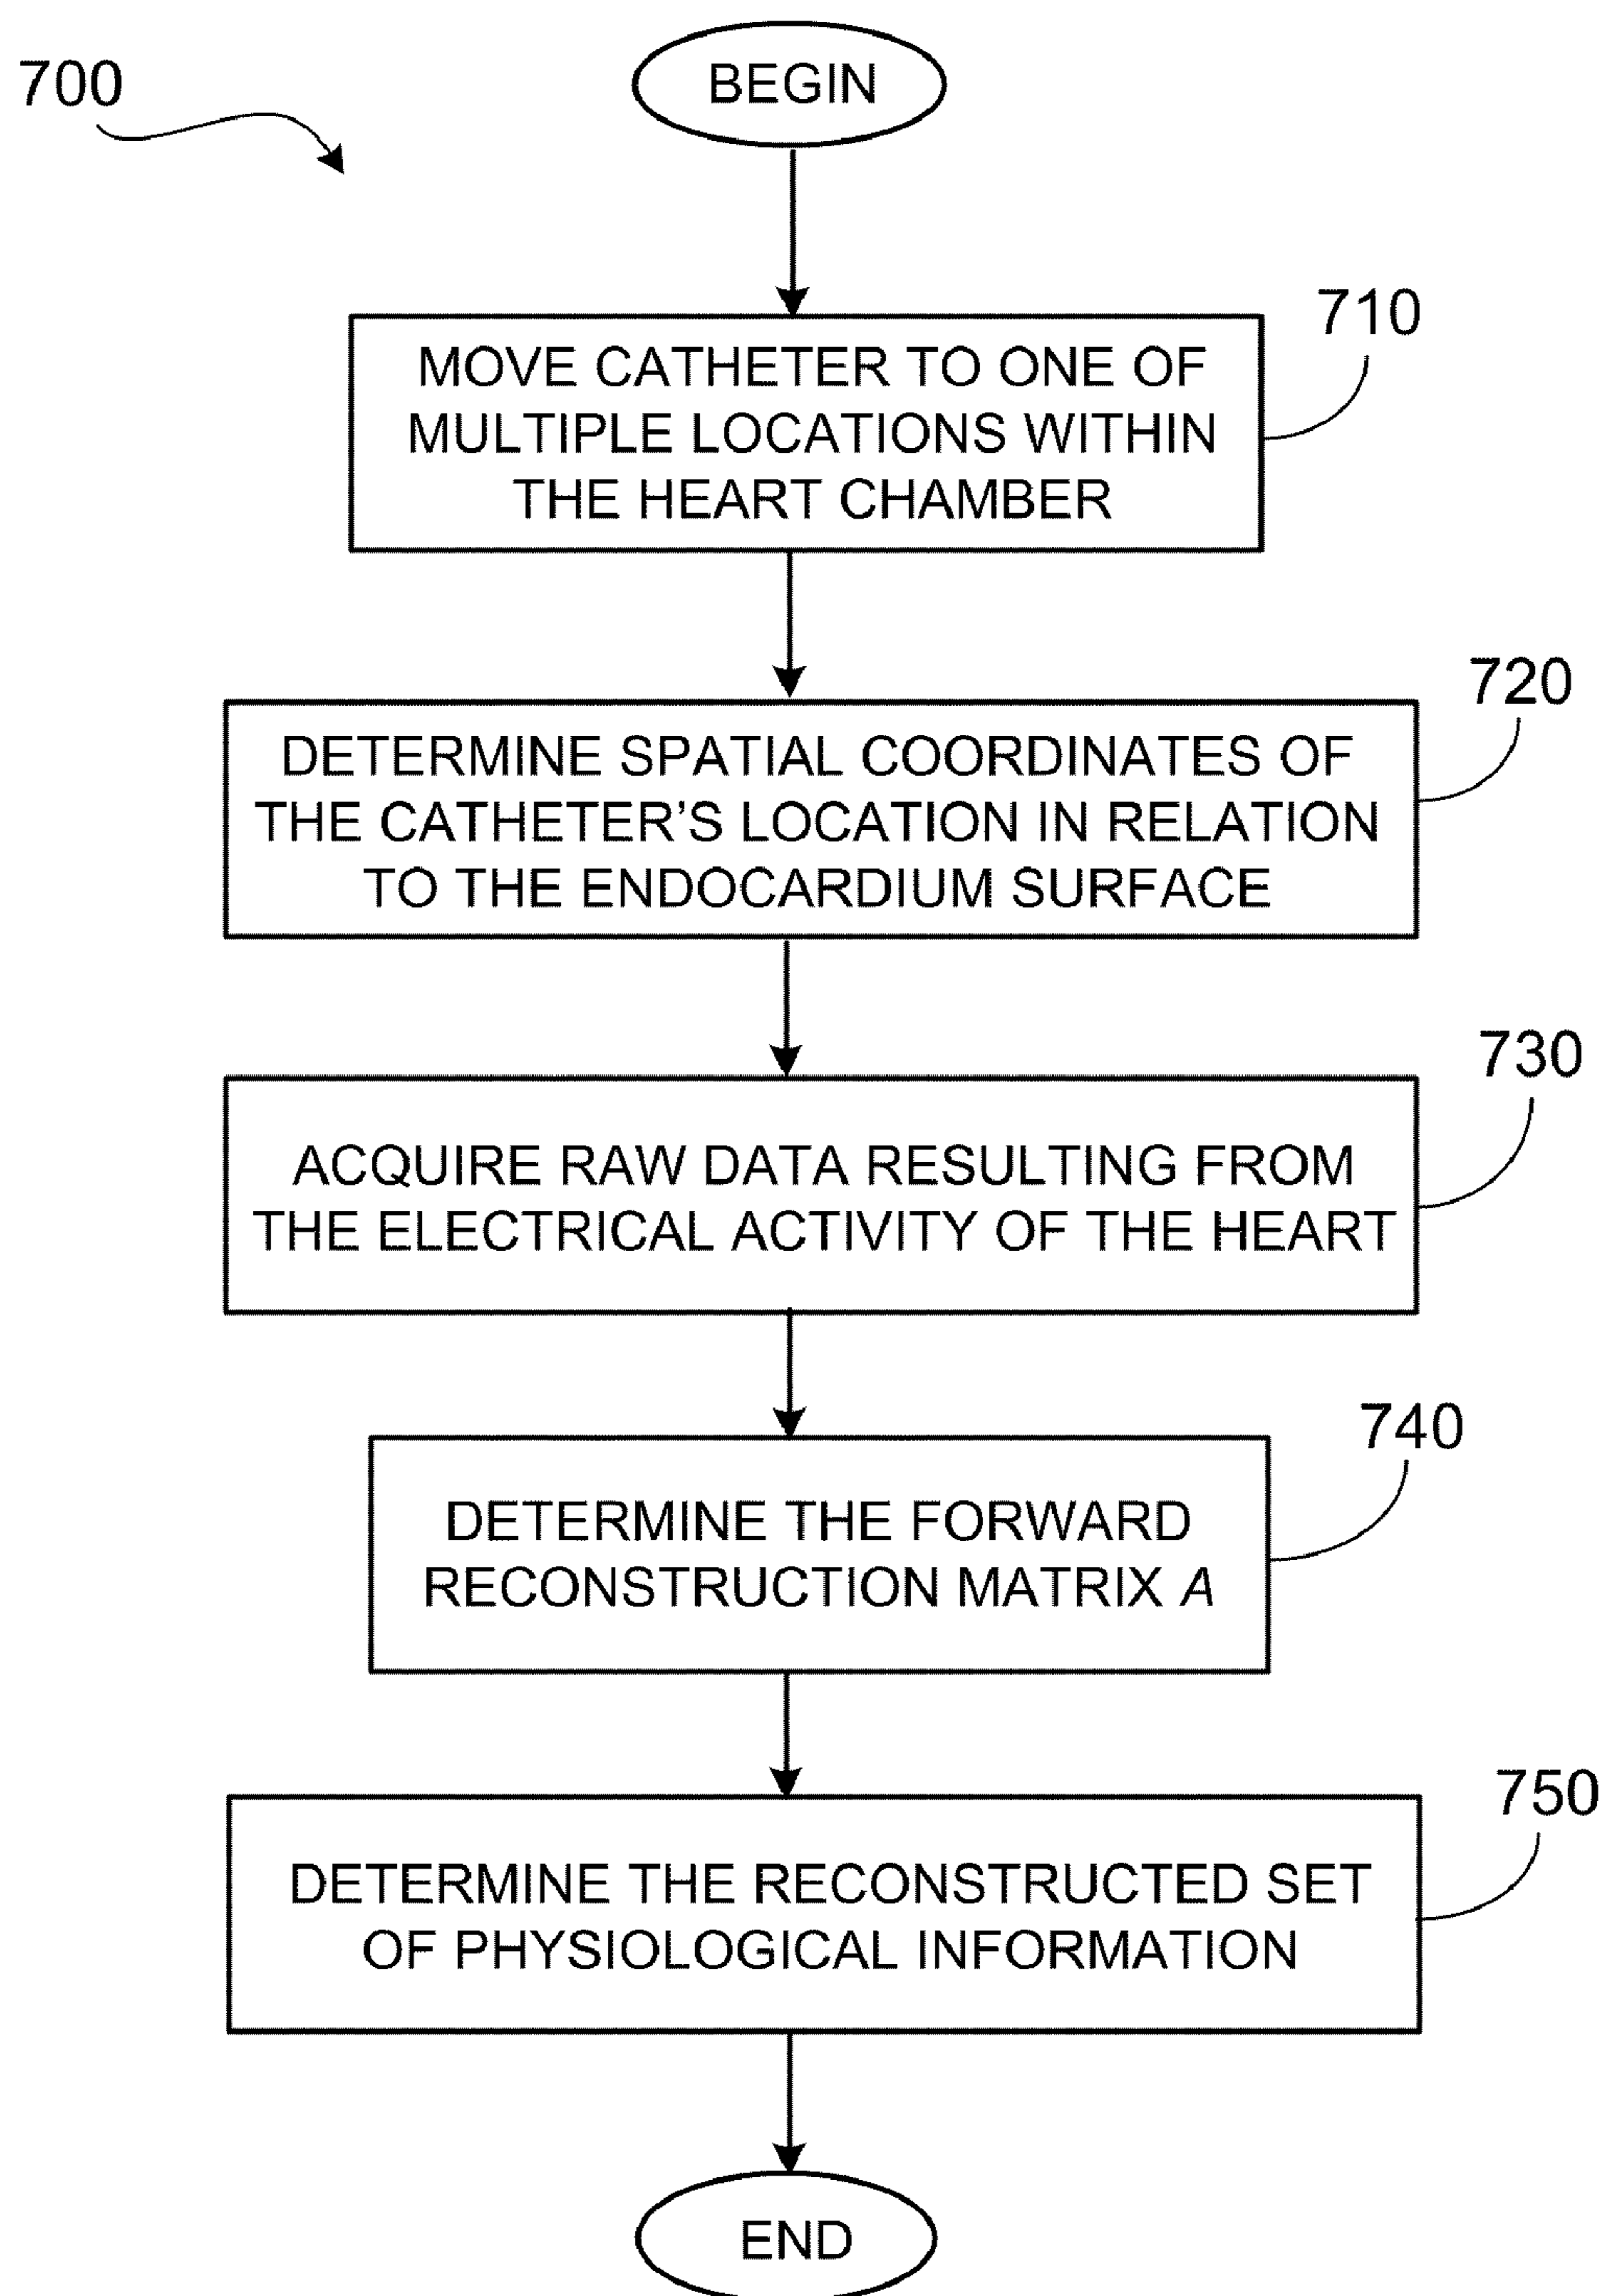 700
BEGIN
710
MOVE CATHETER TO ONE OF
MULTIPLE LOCATIONS WITHIN
THE HEART CHAMBER
720
DETERMINE SPATIAL COORDINATES OF
THE CATHETER’S LOCATION IN RELATION
TO THE ENDOCARDIUM SURFACE
730
ACQUIRE RAW DATA RESULTING FROM
THE ELECTRICAL ACTIVITY OF THE HEART
740
DETERMINE THE FORWARD
RECONSTRUCTION MATRIX A
750
DETERMINE THE RECONSTRUCTED SET
OF PHYSIOLOGICAL INFORMATION
END